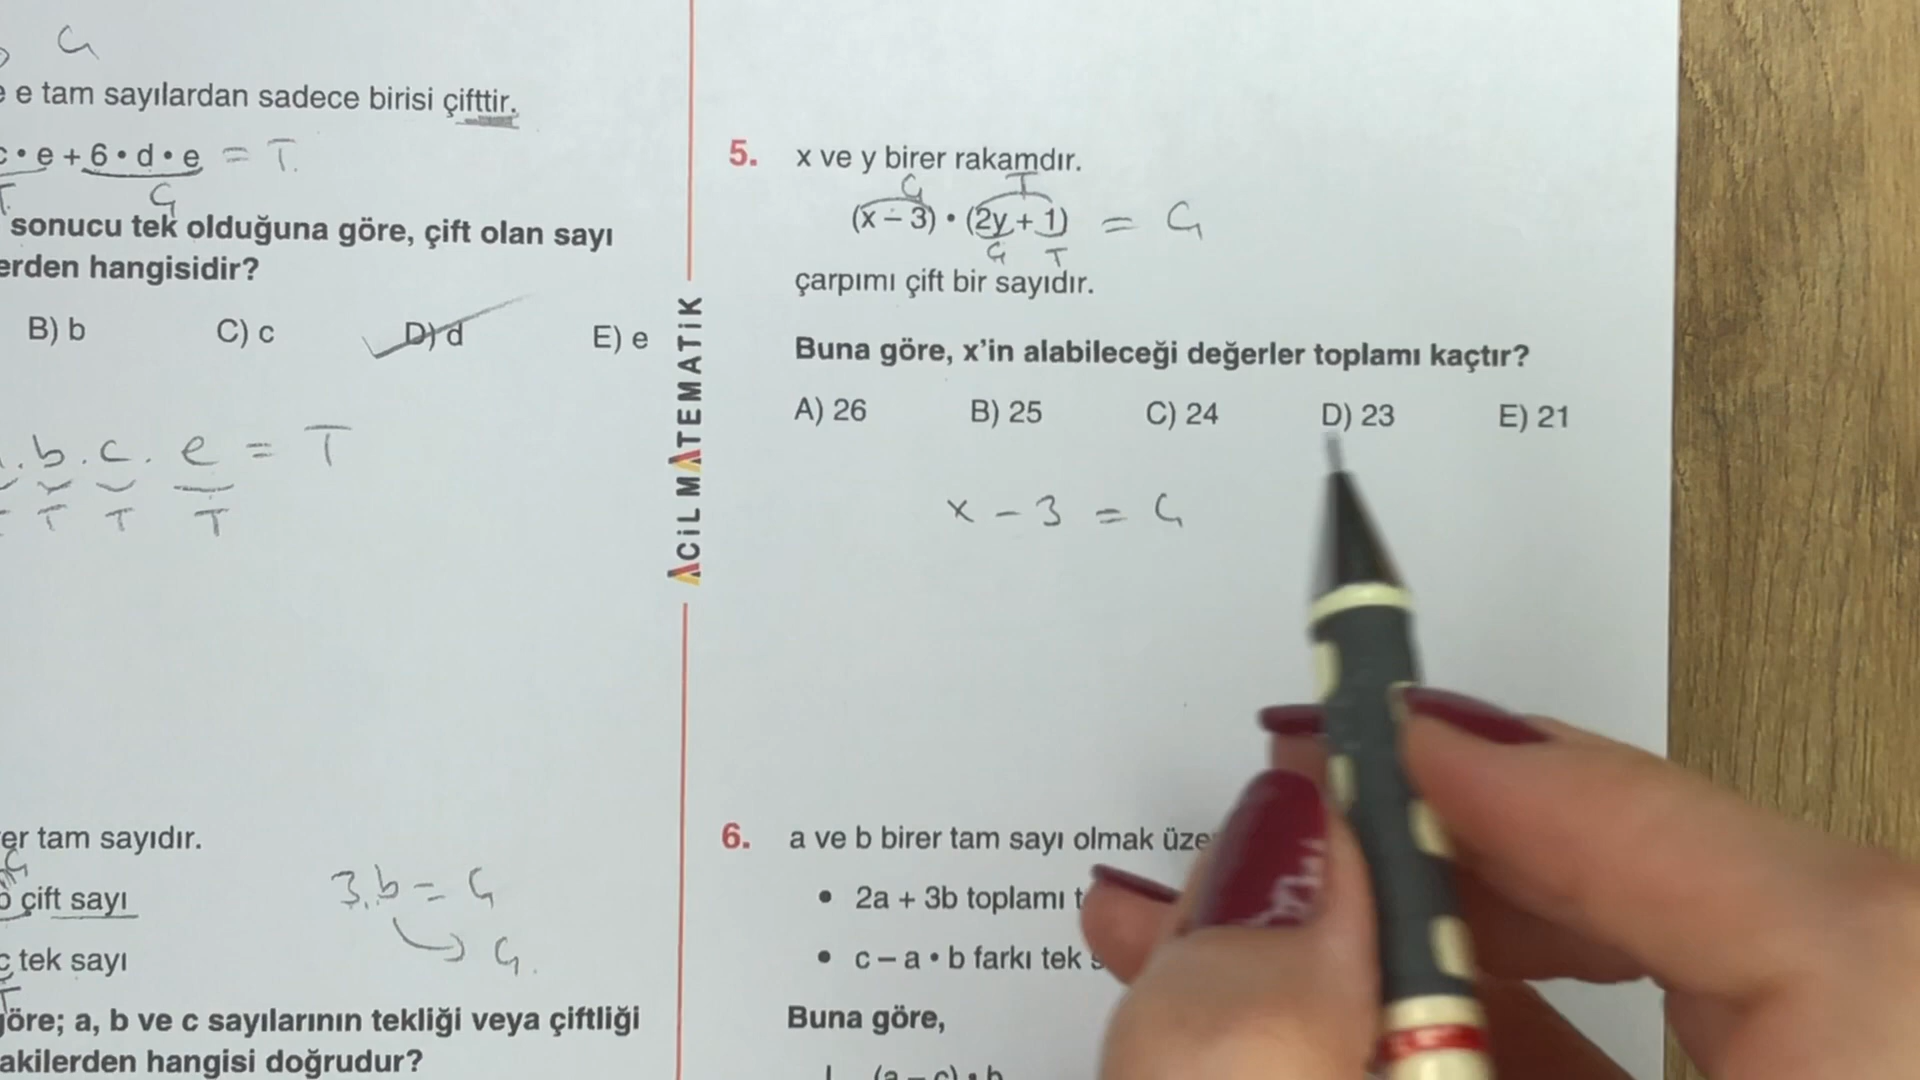 Ç
e tam sayılardan sadece birisi çifttir.
c • e + 6 • d • e = T.
T. Ç
sonucu tek olduğuna göre, çift olan sayı
erden hangisidir?
B) b C) c D) d E) e
. b . c . e = T
T T T
er tam sayıdır.
Ç
b çift sayı
3.b = Ç
Ç.
c tek sayı
T
göre; a, b ve c sayılarının tekliği veya çiftliği
akilerden hangisi doğrudur?
ACİL MATEMATİK
5. x ve y birer rakamdır.
Ç T
(x – 3) • (2y + 1) = Ç
Ç T
çarpımı çift bir sayıdır.
Buna göre, x'in alabileceği değerler toplamı kaçtır?
A) 26 B) 25 C) 24 D) 23 E) 21
x – 3 = Ç
6. a ve b birer tam sayı olmak üze
• 2a + 3b toplamı t
• c – a • b farkı tek s
Buna göre,
I. (a – c) • b